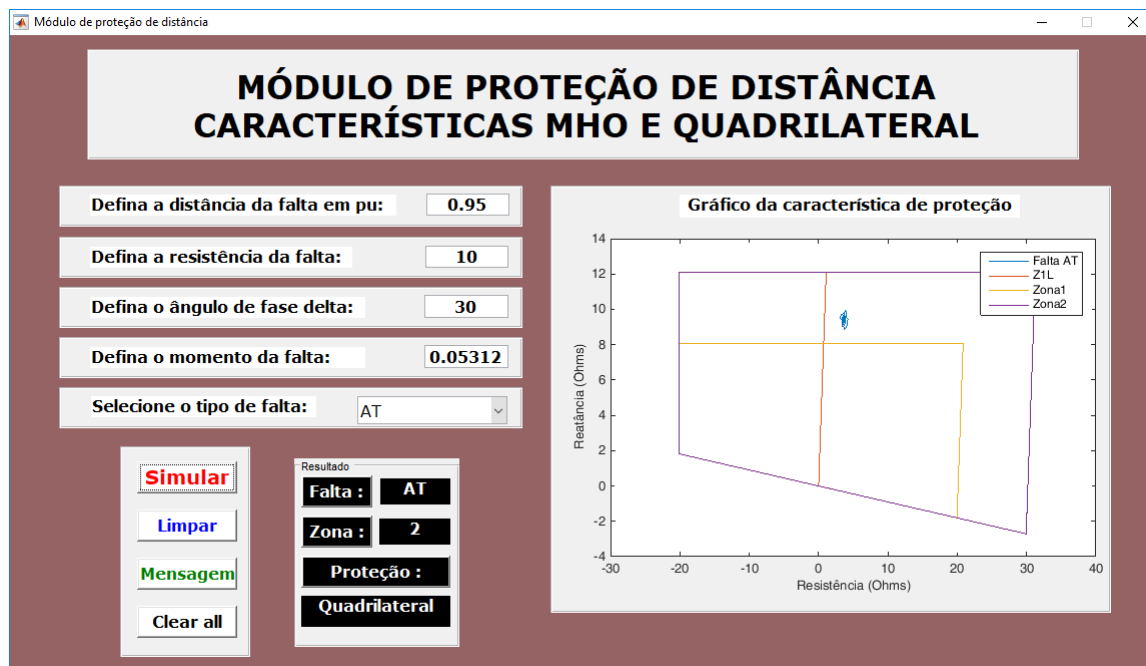 Módulo de proteção de distância
MÓDULO DE PROTEÇÃO DE DISTÂNCIA
CARACTERÍSTICAS MHO E QUADRILATERAL
Defina a distância da falta em pu: 0.95
Defina a resistência da falta: 10
Defina o ângulo de fase delta: 30
Defina o momento da falta: 0.05312
Selecione o tipo de falta: AT
Simular
Limpar
Mensagem
Clear all
Resultado
Falta : AT
Zona : 2
Proteção :
Quadrilateral
Gráfico da característica de proteção
14
12
10
8
6
4
2
0
-2
-4
Reatância (Ohms)
-30 -20 -10 0 10 20 30 40
Resistência (Ohms)
Falta AT
Z1L
Zona1
Zona2